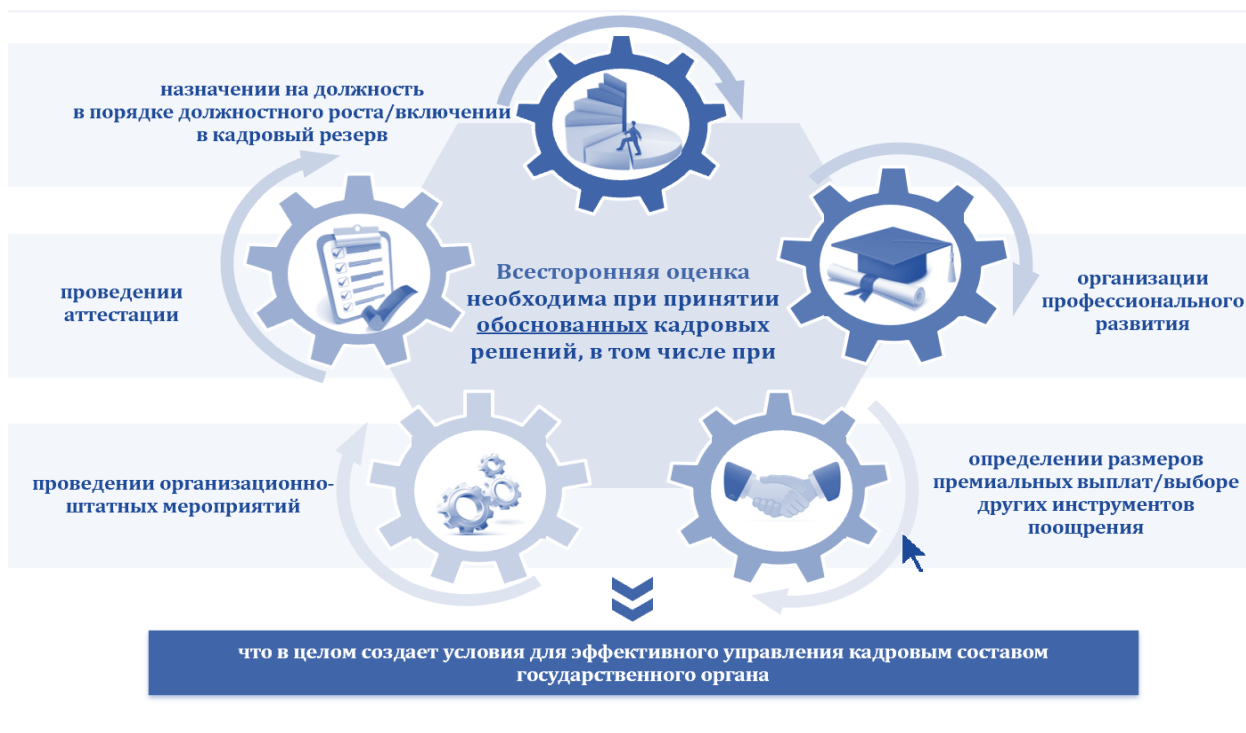 назначении на должность
в порядке должностного роста/включении
в кадровый резерв
проведении
аттестации
Всесторонняя оценка
необходима при принятии
обоснованных кадровых
решений, в том числе при
организации
профессионального
развития
проведении организационно-
штатных мероприятий
определении размеров
премиальных выплат/выборе
других инструментов
поощрения
что в целом создает условия для эффективного управления кадровым составом
государственного органа